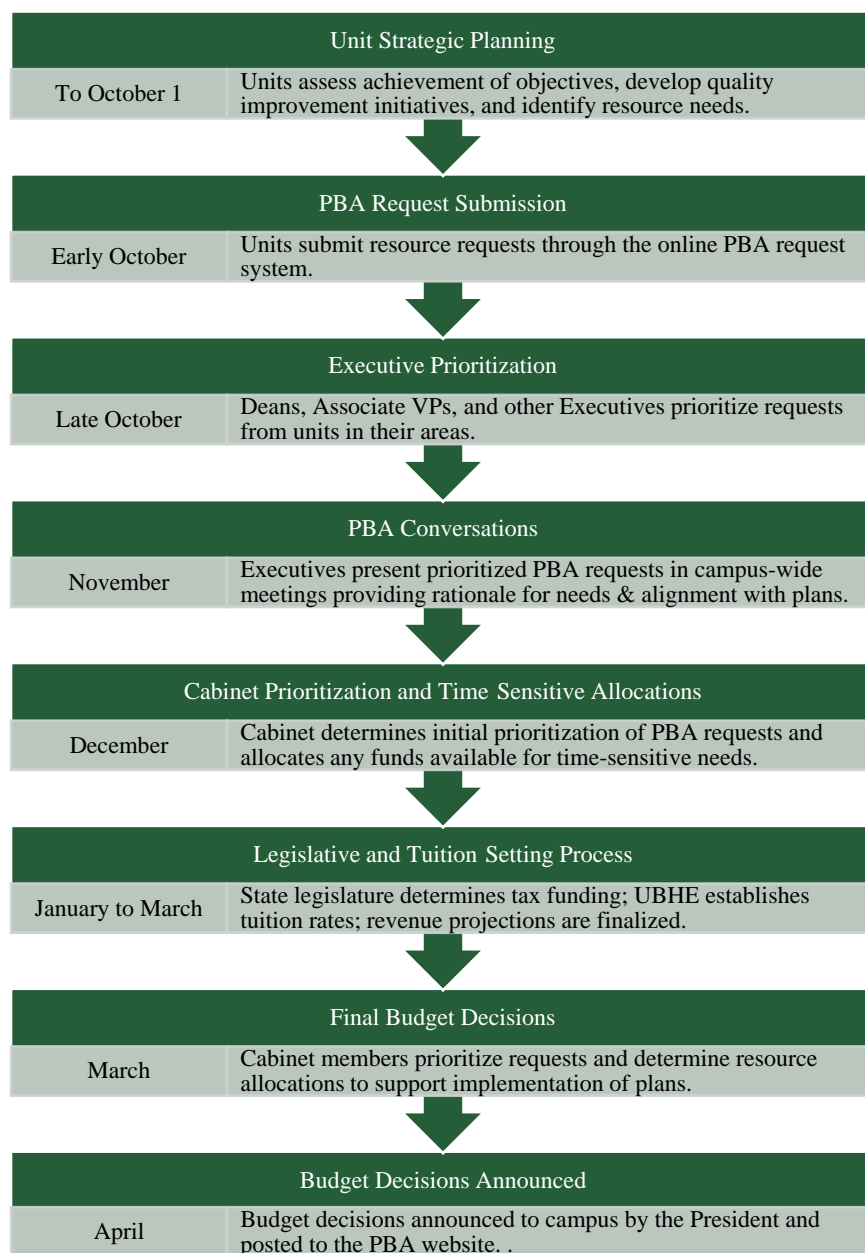 Unit Strategic Planning
To October 1
Units assess achievement of objectives, develop quality
improvement initiatives, and identify resource needs.
PBA Request Submission
Early October
Units submit resource requests through the online PBA request
system.
Executive Prioritization
Late October
Deans, Associate VPs, and other Executives prioritize requests
from units in their areas.
PBA Conversations
November
Executives present prioritized PBA requests in campus-wide
meetings providing rationale for needs & alignment with plans.
Cabinet Prioritization and Time Sensitive Allocations
December
Cabinet determines initial prioritization of PBA requests and
allocates any funds available for time-sensitive needs.
Legislative and Tuition Setting Process
January to March
State legislature determines tax funding; UBHE establishes
tuition rates; revenue projections are finalized.
Final Budget Decisions
March
Cabinet members prioritize requests and determine resource
allocations to support implementation of plans.
Budget Decisions Announced
April
Budget decisions announced to campus by the President and
posted to the PBA website. .